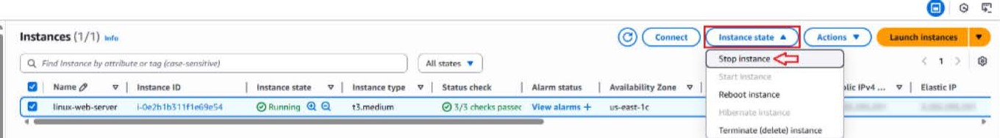 Instances (1/1) Info
Connect
Instance state ▲
Actions ▼
Launch instances ▼
Find Instance by attribute or tag (case-sensitive)
All states ▼
< 1 >
Stop instance
Start instance
Reboot instance
Hibernate instance
Terminate (delete) instance
Name Instance ID Instance state Instance type Status check Alarm status Availability Zone blic IPv4 ... Elastic IP
linux-web-server i-0e2b1b311f1e69e54 Running t3.medium 3/3 checks passec View alarms + us-east-1c